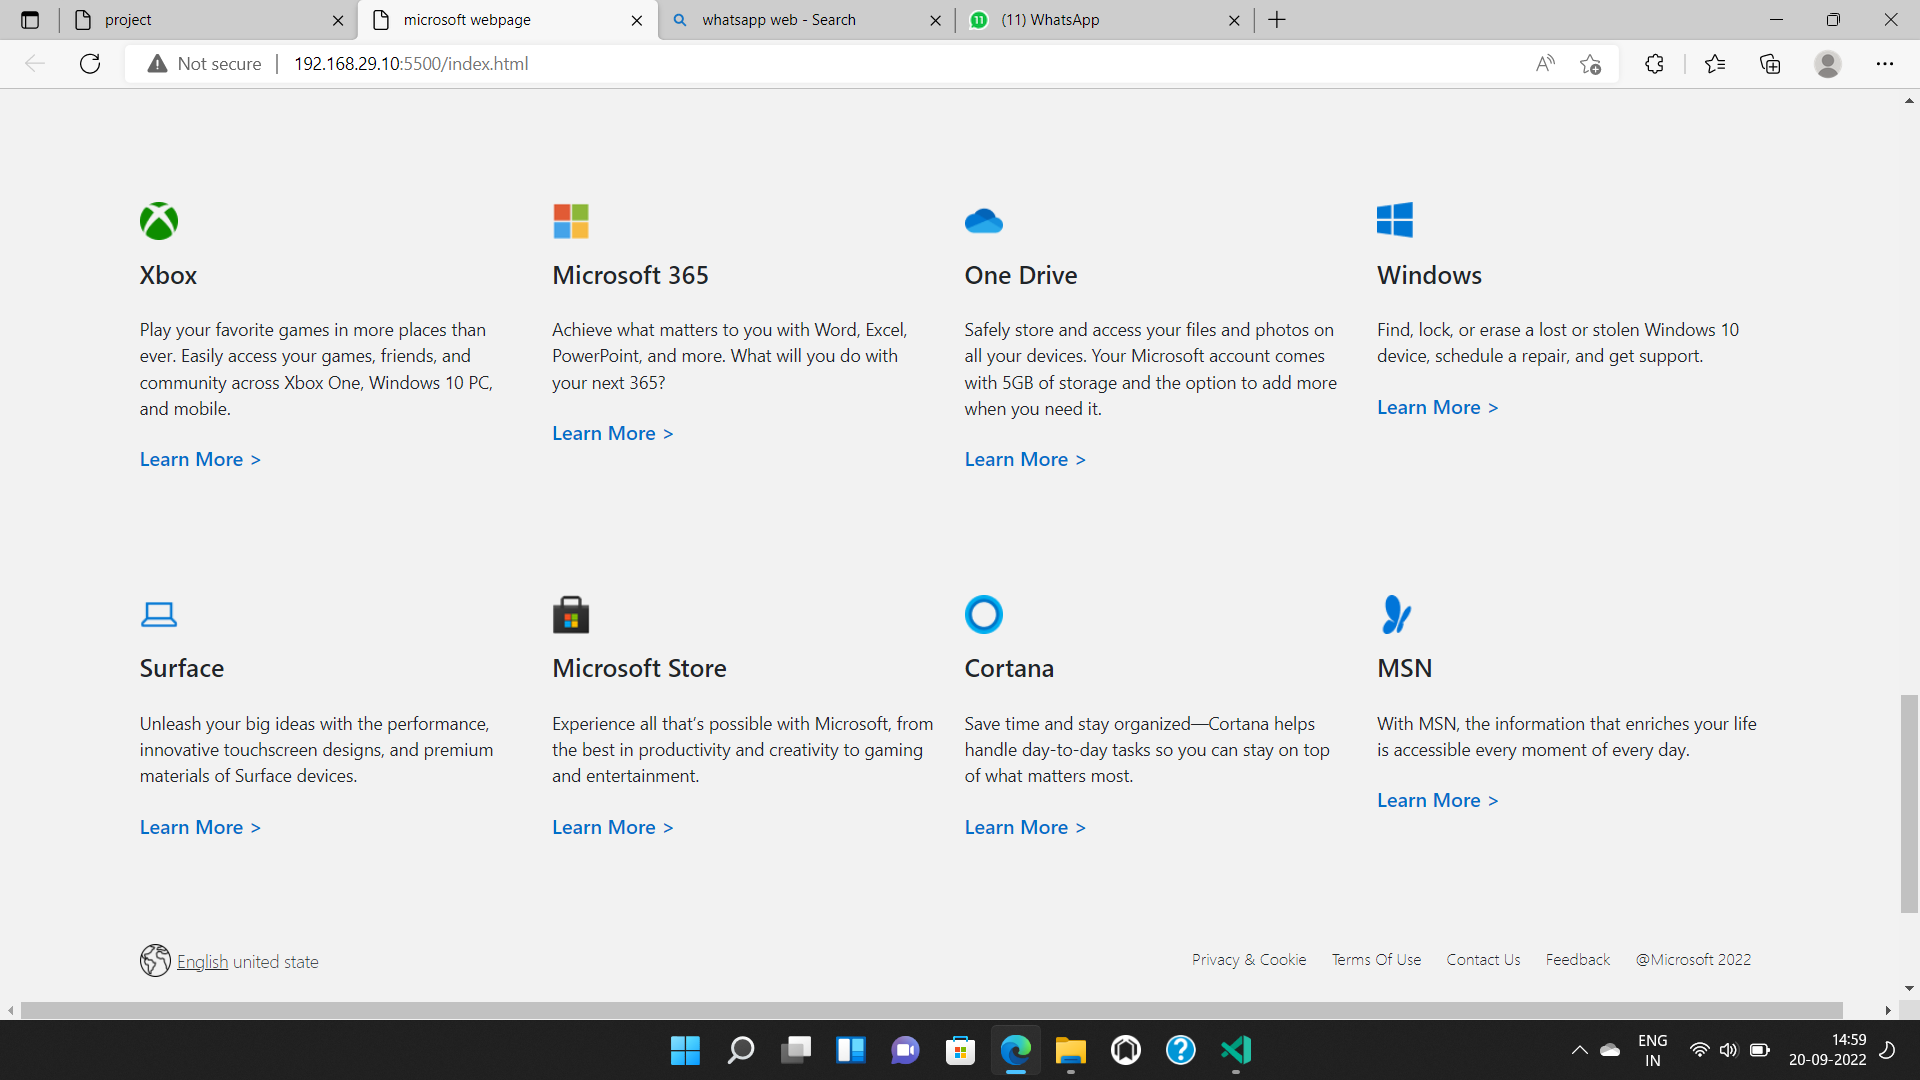 project
microsoft webpage
whatsapp web - Search
11
(11) WhatsApp
Not secure
192.168.29.10:5500/index.html
Xbox
Play your favorite games in more places than
ever. Easily access your games, friends, and
community across Xbox One, Windows 10 PC,
and mobile.
Learn More >
Microsoft 365
Achieve what matters to you with Word, Excel,
PowerPoint, and more. What will you do with
your next 365?
Learn More >
One Drive
Safely store and access your files and photos on
all your devices. Your Microsoft account comes
with 5GB of storage and the option to add more
when you need it.
Learn More >
Windows
Find, lock, or erase a lost or stolen Windows 10
device, schedule a repair, and get support.
Learn More >
Surface
Unleash your big ideas with the performance,
innovative touchscreen designs, and premium
materials of Surface devices.
Learn More >
Microsoft Store
Experience all that’s possible with Microsoft, from
the best in productivity and creativity to gaming
and entertainment.
Learn More >
Cortana
Save time and stay organized—Cortana helps
handle day-to-day tasks so you can stay on top
of what matters most.
Learn More >
MSN
With MSN, the information that enriches your life
is accessible every moment of every day.
Learn More >
English united state
Privacy & Cookie
Terms Of Use
Contact Us
Feedback
@Microsoft 2022
ENG
IN
14:59
20-09-2022